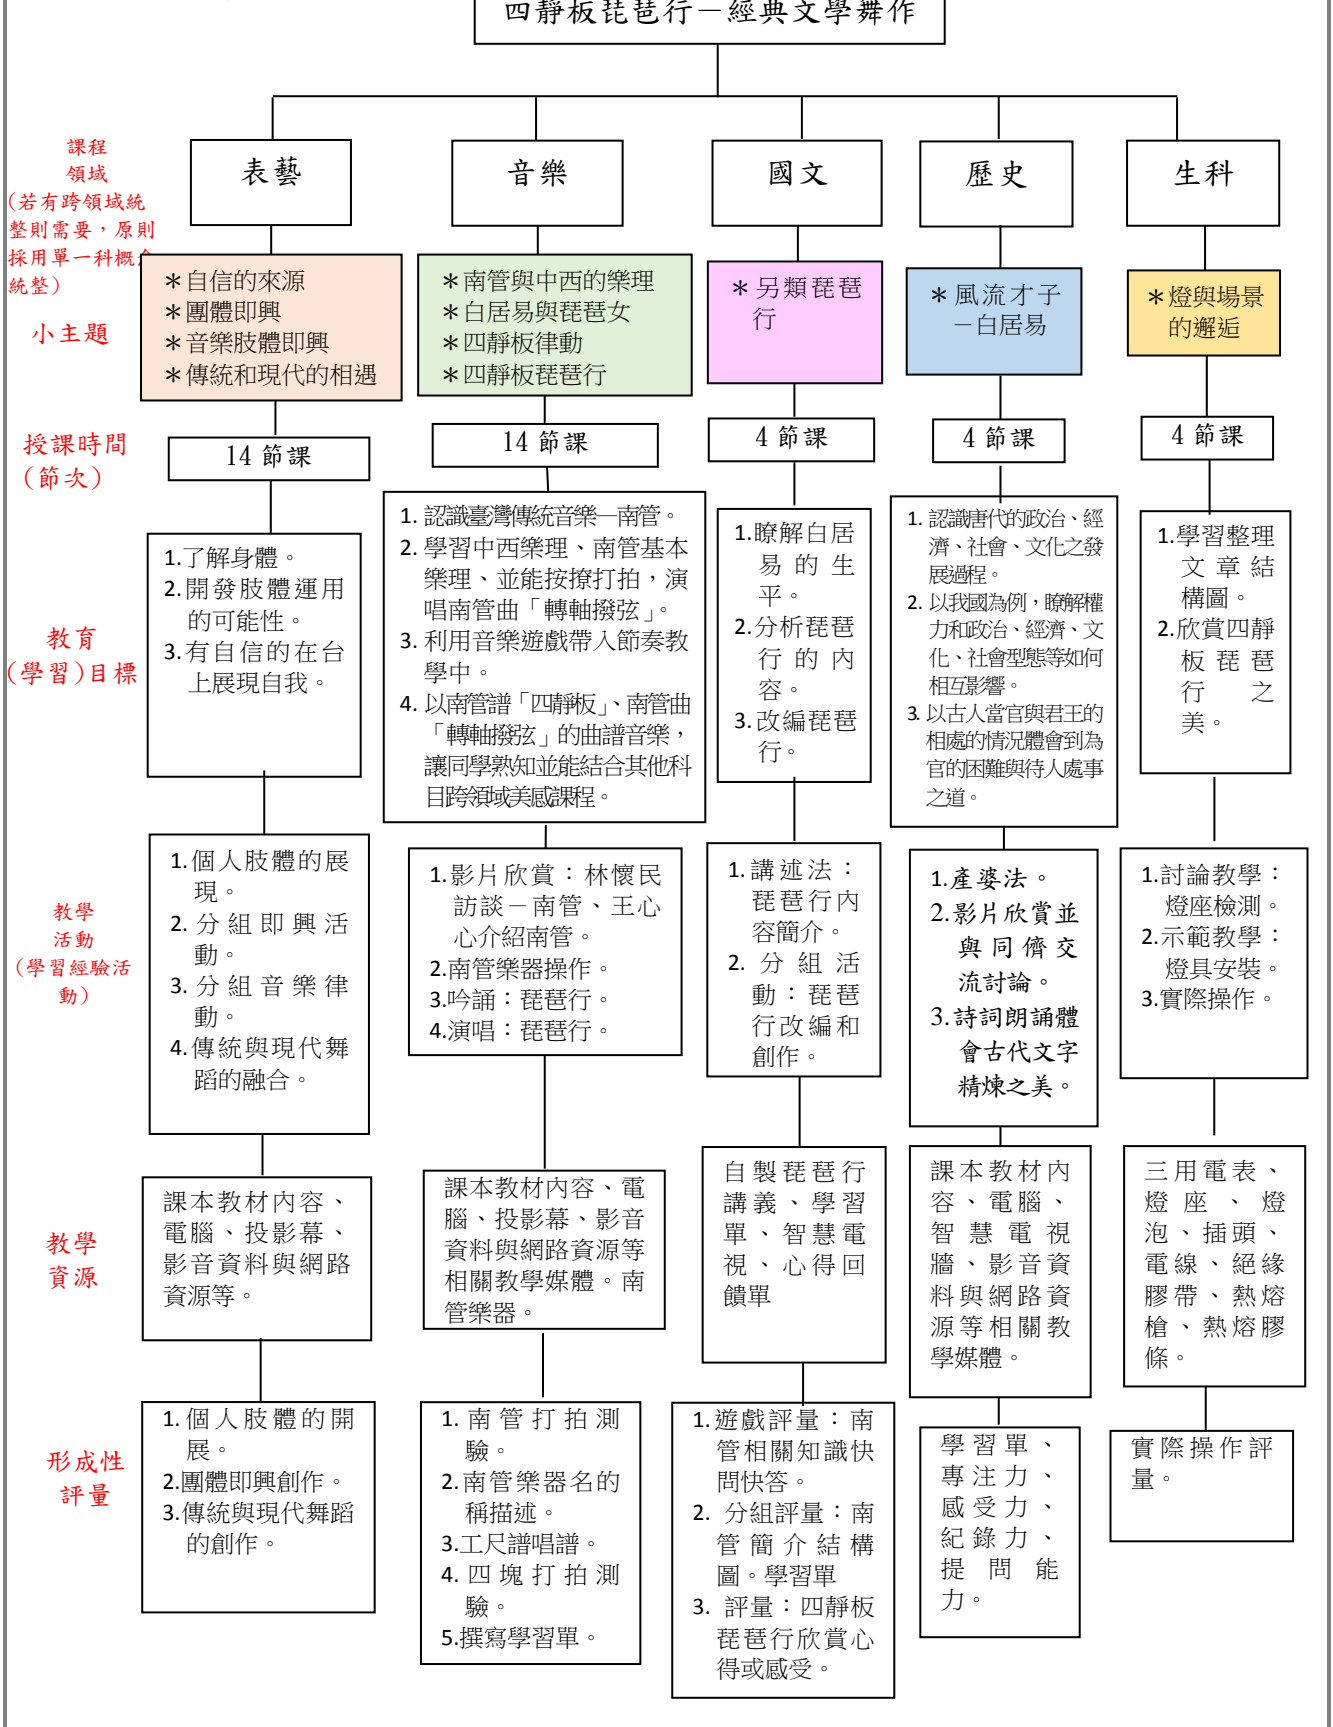 四靜板琵琶行－經典文學舞作
課程
領域
(若有跨領域統
整則需要，原則
採用單一科概念
統整)
表藝
音樂
國文
歷史
生科
小主題
＊自信的來源
＊團體即興
＊音樂肢體即興
＊傳統和現代的相遇
＊南管與中西的樂理
＊白居易與琵琶女
＊四靜板律動
＊四靜板琵琶行
＊另類琵琶
行
＊風流才子
－白居易
＊燈與場景
的邂逅
授課時間
(節次)
14 節課
14 節課
4 節課
4 節課
4 節課
教育
(學習)目標
1.了解身體。
2.開發肢體運用
的可能性。
3.有自信的在台
上展現自我。
1. 認識臺灣傳統音樂—南管。
2. 學習中西樂理、南管基本
樂理、並能按撩打拍，演
唱南管曲「轉軸撥弦」。
3. 利用音樂遊戲帶入節奏教
學中。
4. 以南管譜「四靜板」、南管曲
「轉軸撥弦」的曲譜音樂，
讓同學熟知並能結合其他科
目跨領域美感課程。
1.瞭解白居
易的生
平。
2.分析琵琶
行的內
容。
3.改編琵琶
行。
1. 認識唐代的政治、經
濟、社會、文化之發
展過程。
2. 以我國為例，瞭解權
力和政治、經濟、文
化、社會型態等如何
相互影響。
3. 以古人當官與君王的
相處的情況體會到為
官的困難與待人處事
之道。
1.學習整理
文章結
構圖。
2.欣賞四靜
板琵琶
行之
美。
教學
活動
(學習經驗活
動)
1.個人肢體的展
現。
2.分組即興活
動。
3.分組音樂律
動。
4.傳統與現代舞
蹈的融合。
1.影片欣賞：林懷民
訪談－南管、王心
心介紹南管。
2.南管樂器操作。
3.吟誦：琵琶行。
4.演唱：琵琶行。
1. 講述法：
琵琶行內
容簡介。
2. 分組活
動：琵琶
行改編和
創作。
1.產婆法。
2.影片欣賞並
與同儕交
流討論。
3.詩詞朗誦體
會古代文字
精煉之美。
1.討論教學：
燈座檢測。
2.示範教學：
燈具安裝。
3.實際操作。
教學
資源
課本教材內容、
電腦、投影幕、
影音資料與網路
資源等。
課本教材內容、電
腦、投影幕、影音
資料與網路資源等
相關教學媒體。南
管樂器。
自製琵琶行
講義、學習
單、智慧電
視、心得回
饋單
課本教材內
容、電腦、
智慧電視
牆、影音資
料與網路資
源等相關教
學媒體。
三用電表、
燈座、燈
泡、插頭、
電線、絕緣
膠帶、熱熔
槍、熱熔膠
條。
形成性
評量
1.個人肢體的開
展。
2.團體即興創作。
3.傳統與現代舞蹈
的創作。
1. 南管打拍測
驗。
2.南管樂器名的
稱描述。
3.工尺譜唱譜。
4.四塊打拍測
驗。
5.撰寫學習單。
1.遊戲評量：南
管相關知識快
問快答。
2. 分組評量：南
管簡介結構
圖。學習單
3. 評量：四靜板
琵琶行欣賞心
得或感受。
學習單、
專注力、
感受力、
紀錄力、
提問能
力。
實際操作評
量。